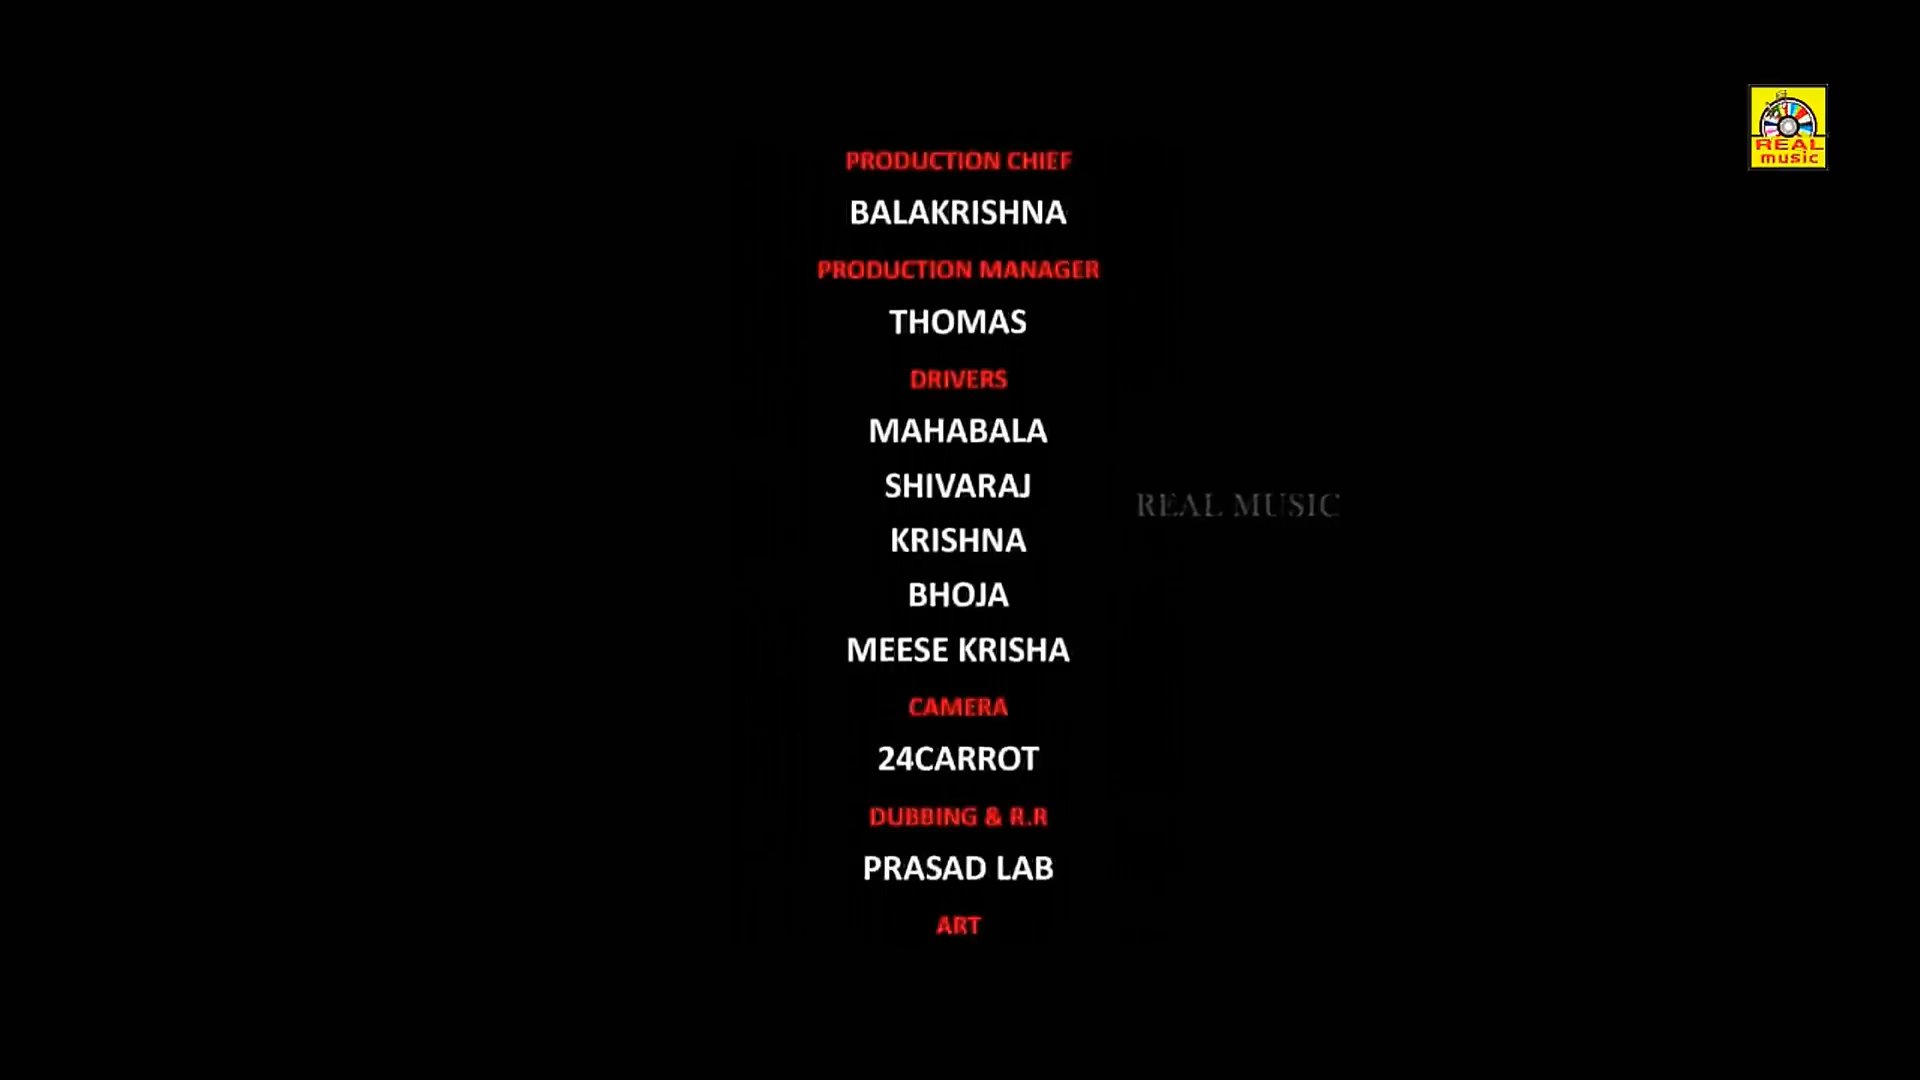 REAL
music
PRODUCTION CHIEF
BALAKRISHNA
PRODUCTION MANAGER
THOMAS
DRIVERS
MAHABALA
SHIVARAJ
REAL MUSIC
KRISHNA
BHOJA
MEESE KRISHA
CAMERA
24CARROT
DUBBING & R.R
PRASAD LAB
ART